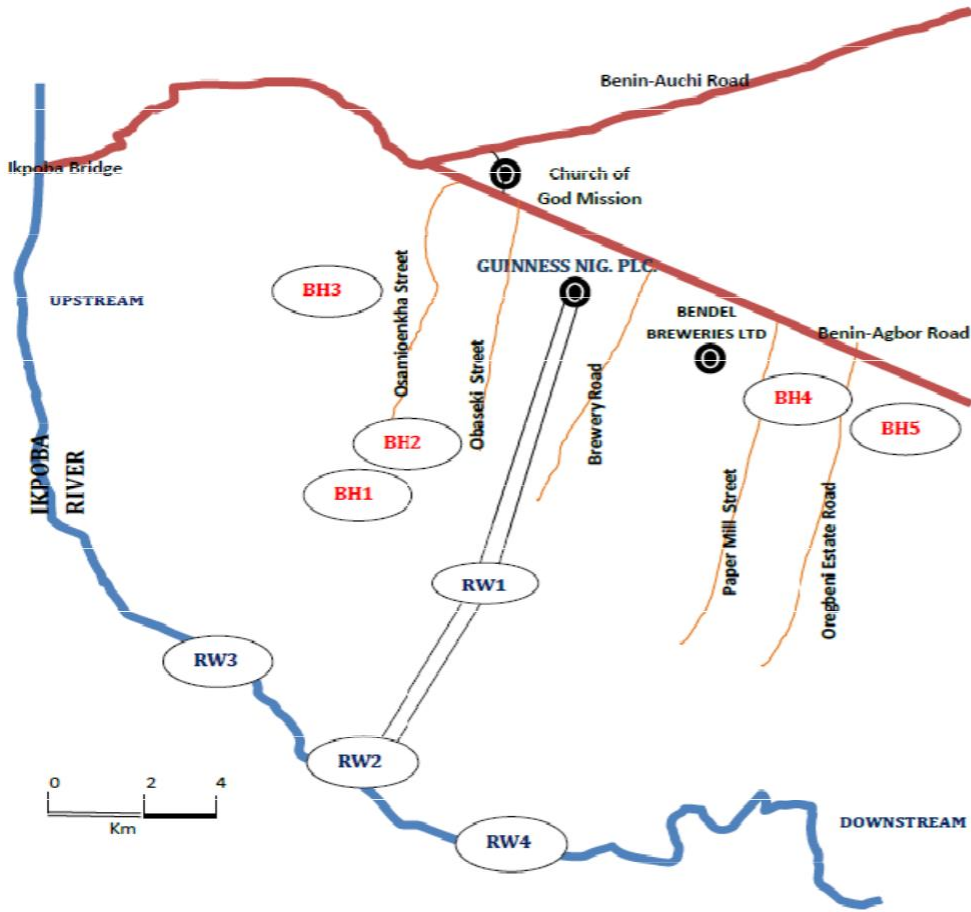 Benin-Auchi Road
Ikpoba Bridge
Church of
God Mission
GUINNESS NIG. PLC.
BH3
UPSTREAM
Osamioenkha Street
BENDEL
BREWERIES LTD
Benin-Agbor Road
Obaseki Street
Brewery Road
BH4
BH5
BH2
BH1
IKPOBA
RIVER
Paper Mill Street
Oregbeni Estate Road
RW1
RW3
RW2
0 2 4
Km
DOWNSTREAM
RW4